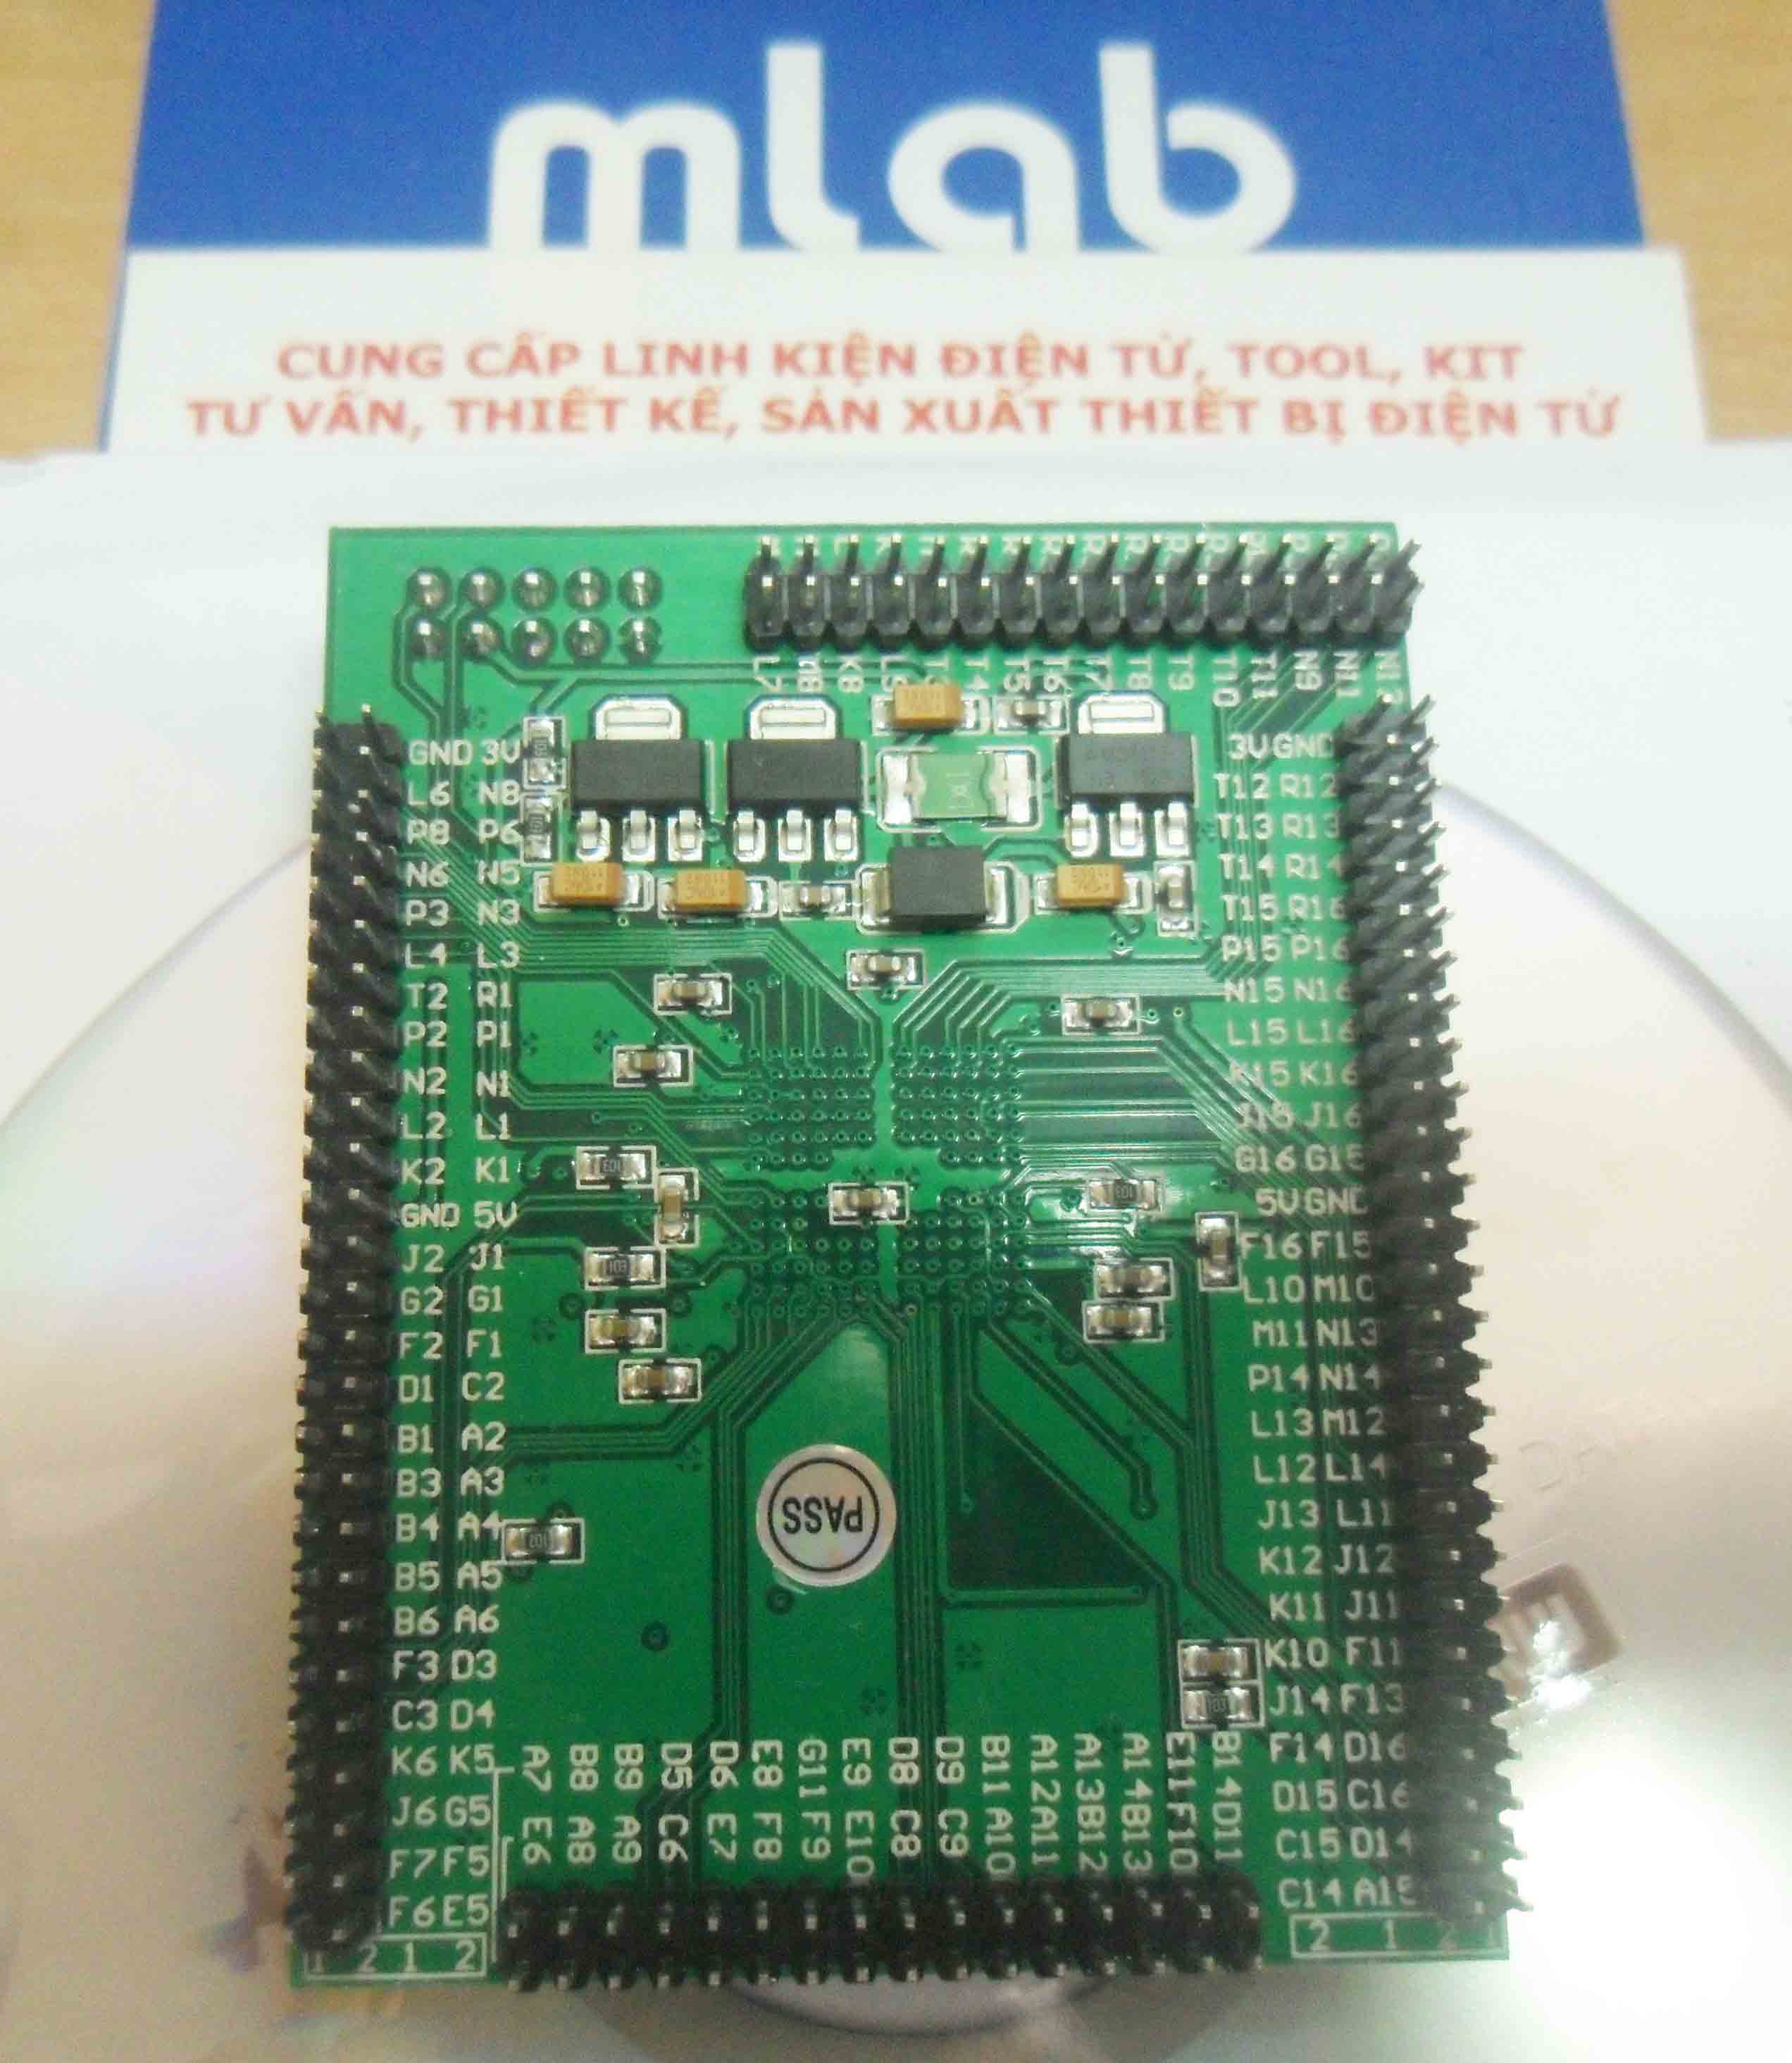 mlab
CUNG CẤP LINH KIỆN ĐIỆN TỬ, TOOL, KIT
TƯ VẤN, THIẾT KẾ, SẢN XUẤT THIẾT BỊ ĐIỆN TỬ
L7 M8 K8 T4 T5 T6 T7 T8 T9 T10 T11 N9 N11
GND 3V
L6 N8
P8 P6
N6 N5
P3 N3
L4 L3
T2 R1
P2 P1
N2 N1
L2 L1
K2 K1
GND 5V
J2 J1
G2 G1
F2 F1
D1 C2
B1 A2
B3 A3
B4 A4
B5 A5
B6 A6
F3 D3
C3 D4
K6 K5
J6 G5
F7 F5
F6 E5
1 2 1 2
3V GND
T12 R12
T13 R13
T14 R14
T15 R16
P15 P16
N15 N16
L15 L16
K15 K16
J15 J16
G16 G15
5V GND
F16 F15
L10 M10
M11 N13
P14 N14
L13 M12
L12 L14
J13 L11
K12 J12
K11 J11
K10 F11
J14 F13
F14 D16
D15 C16
C15 D14
C14 A15
2 1 2 1
103
103
102
PASS
A7 B8 B9 D5 D6 E8 G11 E9 D8 D9 B11 A12 A13 A14 E11 B14
E6 A8 A9 C6 E7 F8 F9 E10 C8 C9 A10 A11 B12 B13 F10 D11